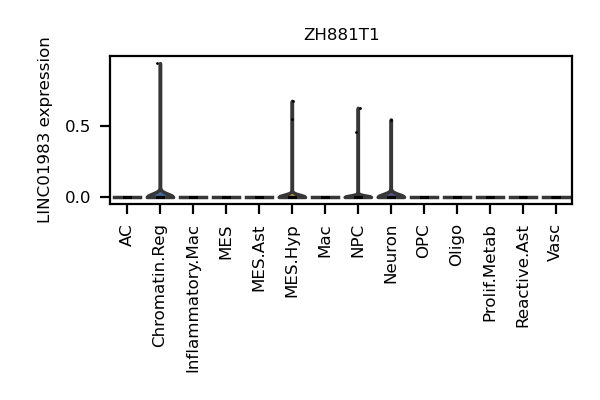 ZH881T1
LINC01983 expression
0.5
0.0
AC
Chromatin.Reg
Inflammatory.Mac
MES
MES.Ast
MES.Hyp
Mac
NPC
Neuron
OPC
Oligo
Prolif.Metab
Reactive.Ast
Vasc